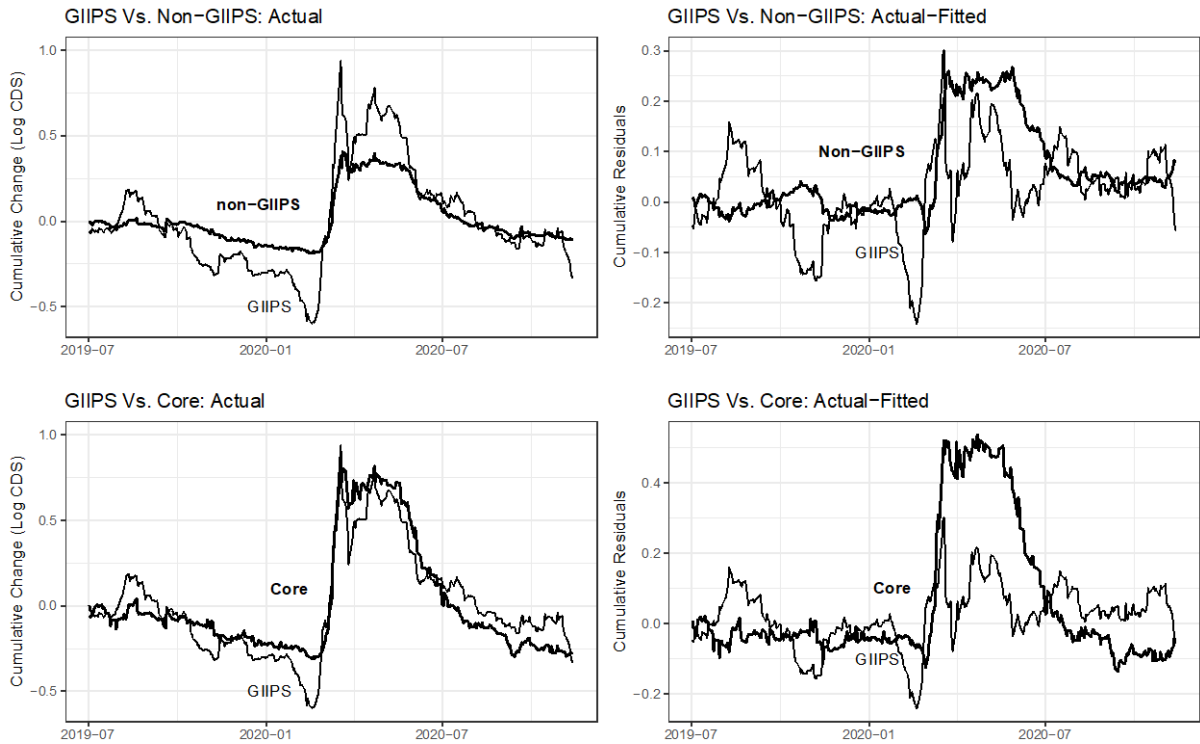 GIIPS Vs. Non-GIIPS: Actual
Cumulative Change (Log CDS)
1.0
0.5
0.0
−0.5
non-GIIPS
GIIPS
2019−07
2020−01
2020−07
GIIPS Vs. Non-GIIPS: Actual−Fitted
Cumulative Residuals
0.3
0.2
0.1
0.0
−0.1
−0.2
Non-GIIPS
GIIPS
2019−07
2020−01
2020−07
GIIPS Vs. Core: Actual
Cumulative Change (Log CDS)
1.0
0.5
0.0
−0.5
Core
GIIPS
2019−07
2020−01
2020−07
GIIPS Vs. Core: Actual−Fitted
Cumulative Residuals
0.4
0.2
0.0
−0.2
Core
GIIPS
2019−07
2020−01
2020−07